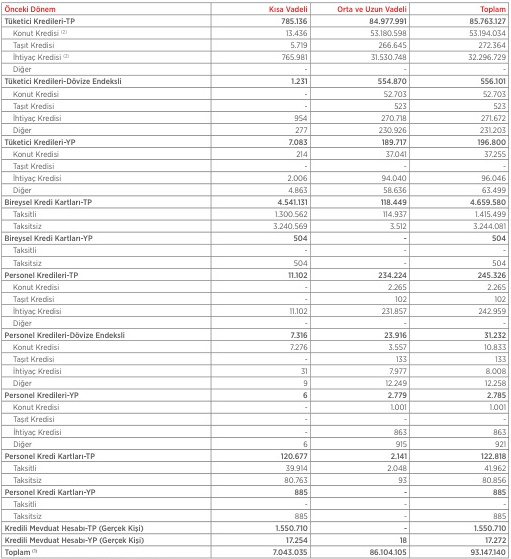 Önceki Dönem Kısa Vadeli Orta ve Uzun Vadeli Toplam
Tüketici Kredileri-TP 785.136 84.977.991 85.763.127
Konut Kredisi (2) 13.436 53.180.598 53.194.034
Taşıt Kredisi 5.719 266.645 272.364
İhtiyaç Kredisi (2) 765.981 31.530.748 32.296.729
Diğer - - -
Tüketici Kredileri-Dövize Endeksli 1.231 554.870 556.101
Konut Kredisi - 52.703 52.703
Taşıt Kredisi - 523 523
İhtiyaç Kredisi 954 270.718 271.672
Diğer 277 230.926 231.203
Tüketici Kredileri-YP 7.083 189.717 196.800
Konut Kredisi 214 37.041 37.255
Taşıt Kredisi - - -
İhtiyaç Kredisi 2.006 94.040 96.046
Diğer 4.863 58.636 63.499
Bireysel Kredi Kartları-TP 4.541.131 118.449 4.659.580
Taksitli 1.300.562 114.937 1.415.499
Taksitsiz 3.240.569 3.512 3.244.081
Bireysel Kredi Kartları-YP 504 - 504
Taksitli - - -
Taksitsiz 504 - 504
Personel Kredileri-TP 11.102 234.224 245.326
Konut Kredisi - 2.265 2.265
Taşıt Kredisi - 102 102
İhtiyaç Kredisi 11.102 231.857 242.959
Diğer - - -
Personel Kredileri-Dövize Endeksli 7.316 23.916 31.232
Konut Kredisi 7.276 3.557 10.833
Taşıt Kredisi - 133 133
İhtiyaç Kredisi 31 7.977 8.008
Diğer 9 12.249 12.258
Personel Kredileri-YP 6 2.779 2.785
Konut Kredisi - 1.001 1.001
Taşıt Kredisi - - -
İhtiyaç Kredisi - 863 863
Diğer 6 915 921
Personel Kredi Kartları-TP 120.677 2.141 122.818
Taksitli 39.914 2.048 41.962
Taksitsiz 80.763 93 80.856
Personel Kredi Kartları-YP 885 - 885
Taksitli - - -
Taksitsiz 885 - 885
Kredili Mevduat Hesabı-TP (Gerçek Kişi) 1.550.710 - 1.550.710
Kredili Mevduat Hesabı-YP (Gerçek Kişi) 17.254 18 17.272
Toplam 7.043.035 86.104.105 93.147.140